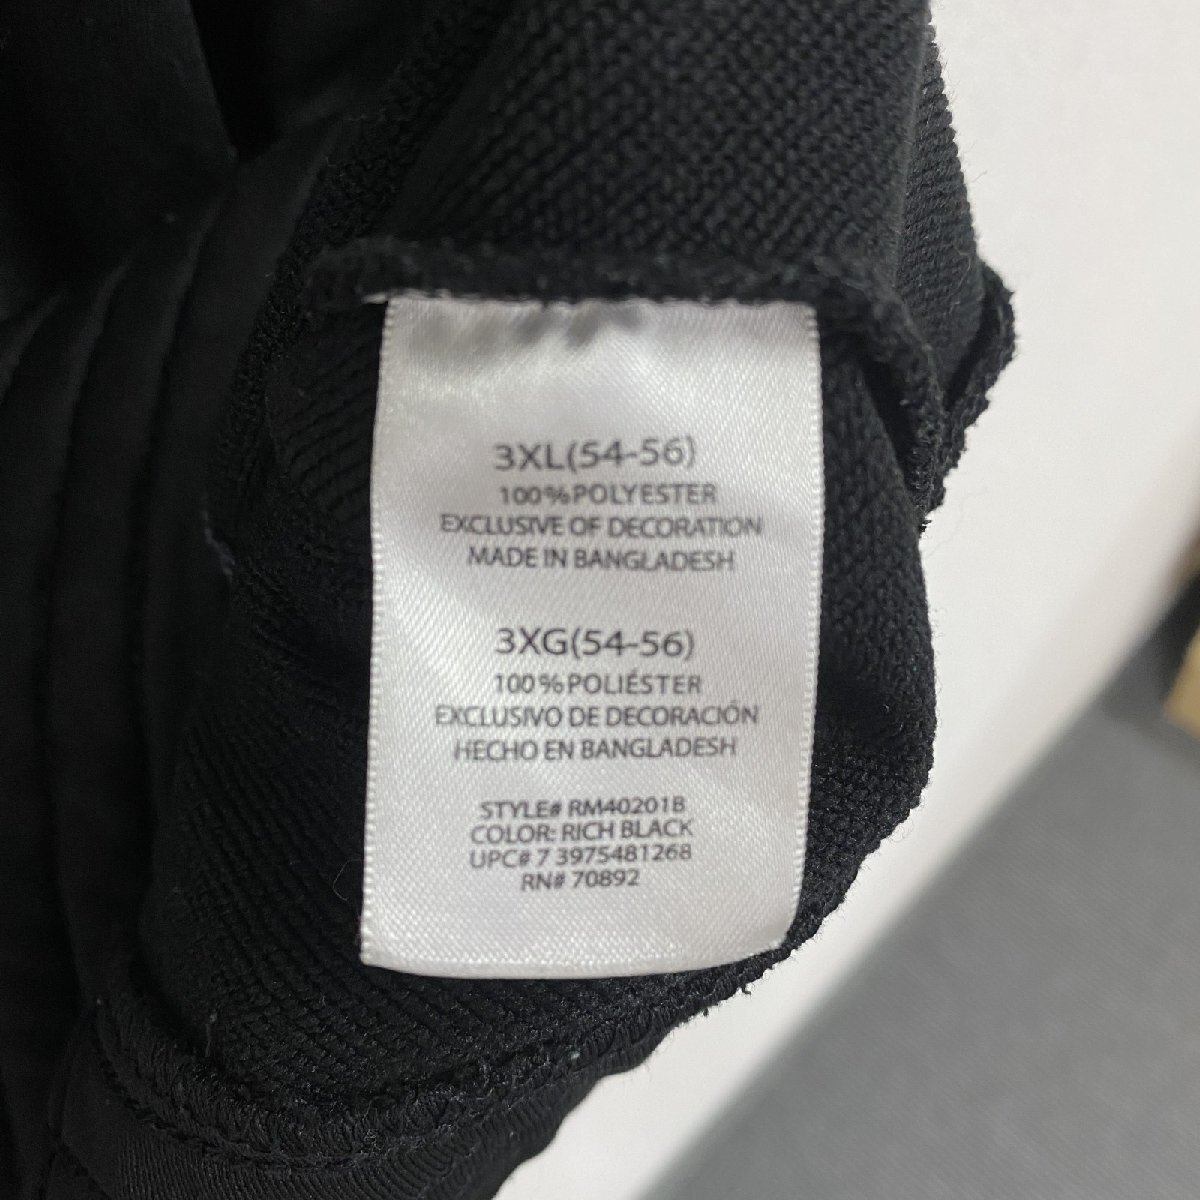 3XL(54-56)
100%POLYESTER
EXCLUSIVE OF DECORATION
MADE IN BANGLADESH
3XG(54-56)
100%POLIÉSTER
EXCLUSIVO DE DECORACIÓN
HECHO EN BANGLADESH
STYLE# RM40201B
COLOR: RICH BLACK
UPC# 7 3975481268
RN# 70892